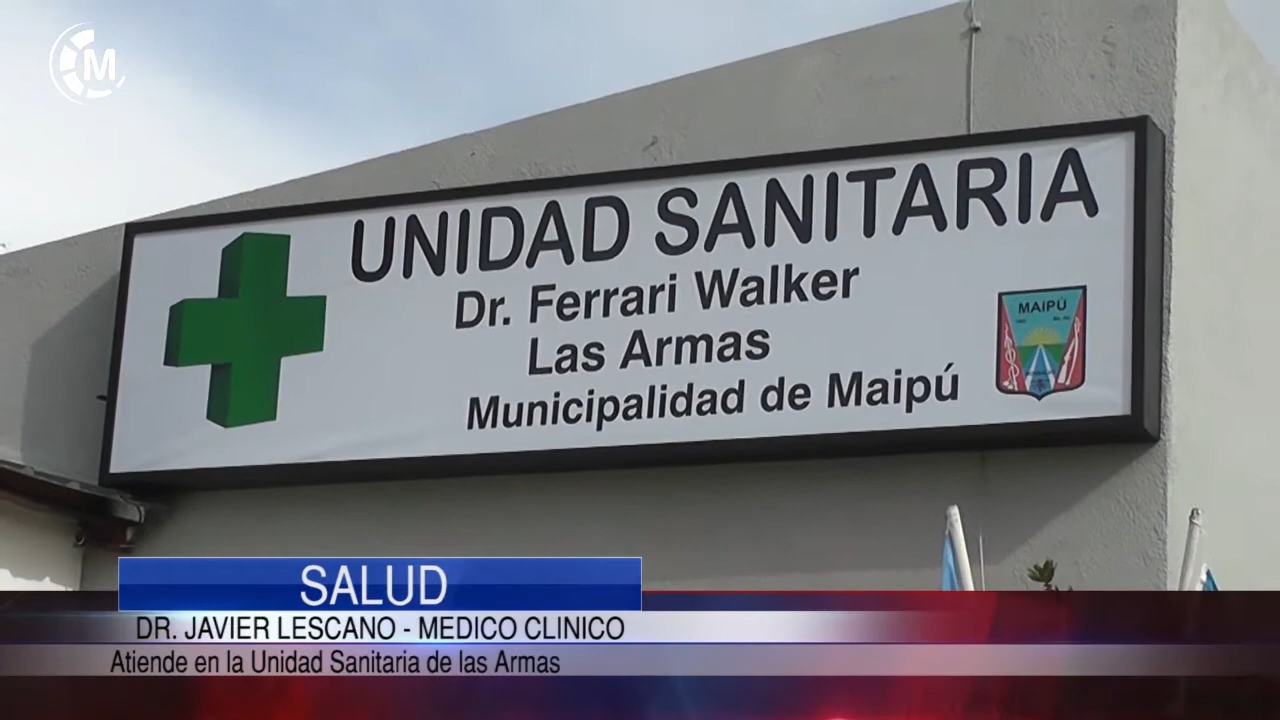 M
UNIDAD SANITARIA
Dr. Ferrari Walker
Las Armas
Municipalidad de Maipú
MAIPÚ
SALUD
DR. JAVIER LESCANO - MEDICO CLINICO
Atiende en la Unidad Sanitaria de las Armas